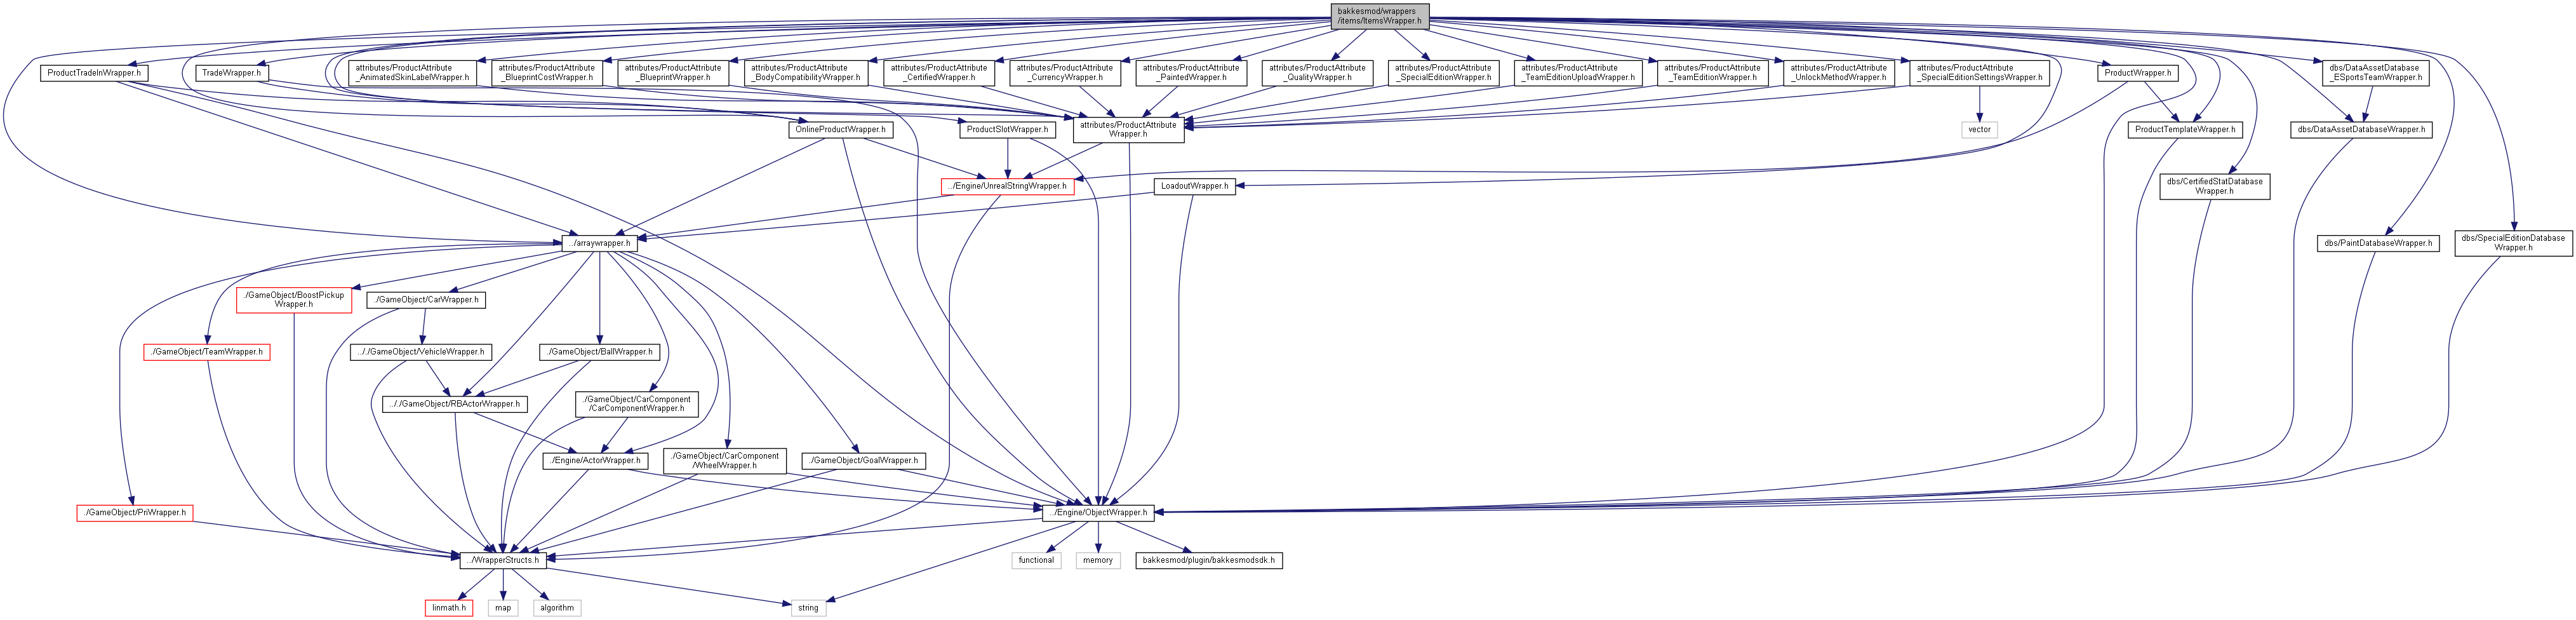 bakkesmod/wrappers
/items/ItemsWrapper.h
ProductTradeInWrapper.h
TradeWrapper.h
attributes/ProductAttribute
_AnimatedSkinLabelWrapper.h
attributes/ProductAttribute
_BlueprintCostWrapper.h
attributes/ProductAttribute
_BlueprintWrapper.h
attributes/ProductAttribute
_BodyCompatibilityWrapper.h
attributes/ProductAttribute
_CertifiedWrapper.h
attributes/ProductAttribute
_CurrencyWrapper.h
attributes/ProductAttribute
_PaintedWrapper.h
attributes/ProductAttribute
_QualityWrapper.h
attributes/ProductAttribute
_SpecialEditionWrapper.h
attributes/ProductAttribute
_TeamEditionUploadWrapper.h
attributes/ProductAttribute
_TeamEditionWrapper.h
attributes/ProductAttribute
_UnlockMethodWrapper.h
attributes/ProductAttribute
_SpecialEditionSettingsWrapper.h
ProductWrapper.h
dbs/DataAssetDatabase
_ESportsTeamWrapper.h
OnlineProductWrapper.h
ProductSlotWrapper.h
attributes/ProductAttribute
Wrapper.h
vector
ProductTemplateWrapper.h
dbs/DataAssetDatabaseWrapper.h
../Engine/UnrealStringWrapper.h
LoadoutWrapper.h
dbs/CertifiedStatDatabase
Wrapper.h
../arraywrapper.h
dbs/PaintDatabaseWrapper.h
dbs/SpecialEditionDatabase
Wrapper.h
./GameObject/BoostPickup
Wrapper.h
./GameObject/CarWrapper.h
./GameObject/TeamWrapper.h
.././GameObject/VehicleWrapper.h
./GameObject/BallWrapper.h
.././GameObject/RBActorWrapper.h
./GameObject/CarComponent
/CarComponentWrapper.h
./Engine/ActorWrapper.h
./GameObject/CarComponent
/WheelWrapper.h
./GameObject/GoalWrapper.h
./GameObject/PriWrapper.h
../Engine/ObjectWrapper.h
../WrapperStructs.h
functional
memory
bakkesmod/plugin/bakkesmodsdk.h
linmath.h
map
algorithm
string